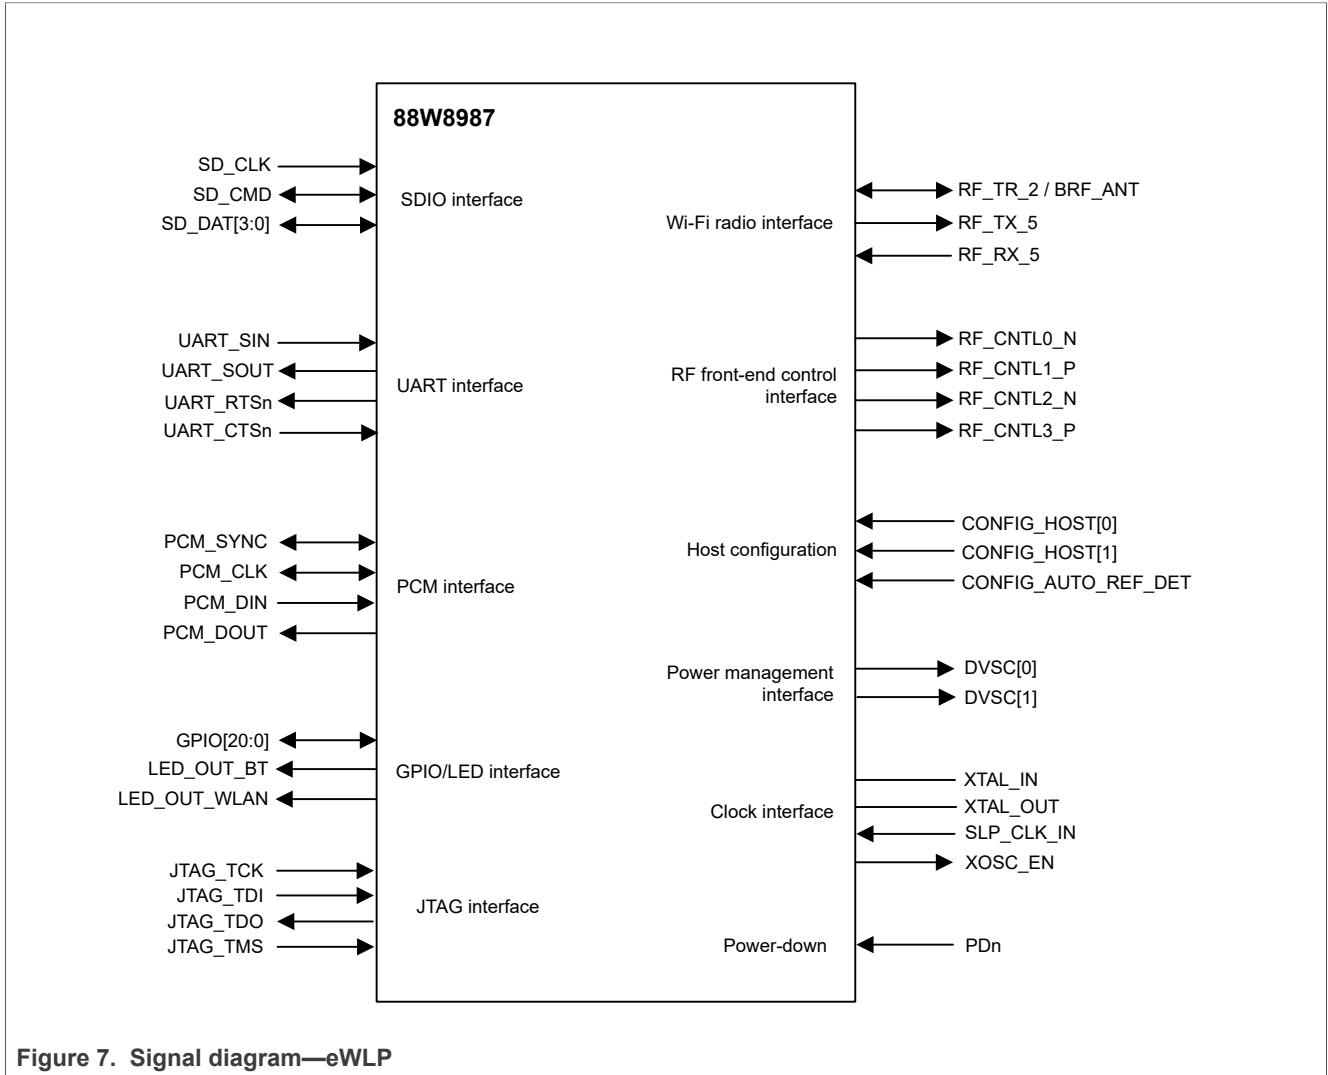 88W8987
SD_CLK
SD_CMD
SD_DAT[3:0]
SDIO interface
UART_SIN
UART_SOUT
UART_RTSn
UART_CTSn
UART interface
PCM_SYNC
PCM_CLK
PCM_DIN
PCM_DOUT
PCM interface
GPIO[20:0]
LED_OUT_BT
LED_OUT_WLAN
GPIO/LED interface
JTAG_TCK
JTAG_TDI
JTAG_TDO
JTAG_TMS
JTAG interface
Wi-Fi radio interface
RF_TR_2 / BRF_ANT
RF_TX_5
RF_RX_5
RF front-end control
interface
RF_CNTL0_N
RF_CNTL1_P
RF_CNTL2_N
RF_CNTL3_P
Host configuration
CONFIG_HOST[0]
CONFIG_HOST[1]
CONFIG_AUTO_REF_DET
Power management
interface
DVSC[0]
DVSC[1]
Clock interface
XTAL_IN
XTAL_OUT
SLP_CLK_IN
XOSC_EN
Power-down
PDn
Figure 7. Signal diagram—eWLP